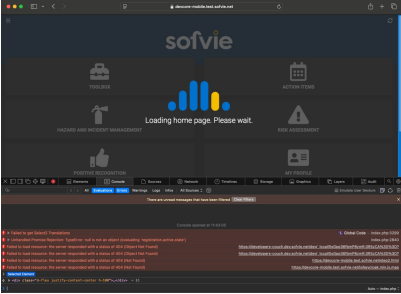 devcore-mobile.test.sofvie.net
sofvie
TOOLBOX
ACTION ITEMS
Loading home page. Please wait.
HAZARD AND INCIDENT MANAGEMENT
RISK ASSESSMENT
POSITIVE RECOGNITION
MY PROFILE
Elements
Console
Sources
Network
Timelines
Storage
Graphics
Layers
Audit
All
Evaluations
Errors
Warnings
Logs
Infos
All Sources
There are unread messages that have been filtered
Clear Filters
Failed to get Select2 Translations
Global Code
Unhandled Promise Rejection: TypeError: null is not an object (evaluating
Failed to load resource: the server responded with a status of 404 (Object Not Found)
Failed to load resource: the server responded with a status of 404 (Object Not Found)
Failed to load resource: the server responded with a status of 404 (Not Found)
Failed to load resource: the server responded with a status of 404 (Not Found)
Selected Element